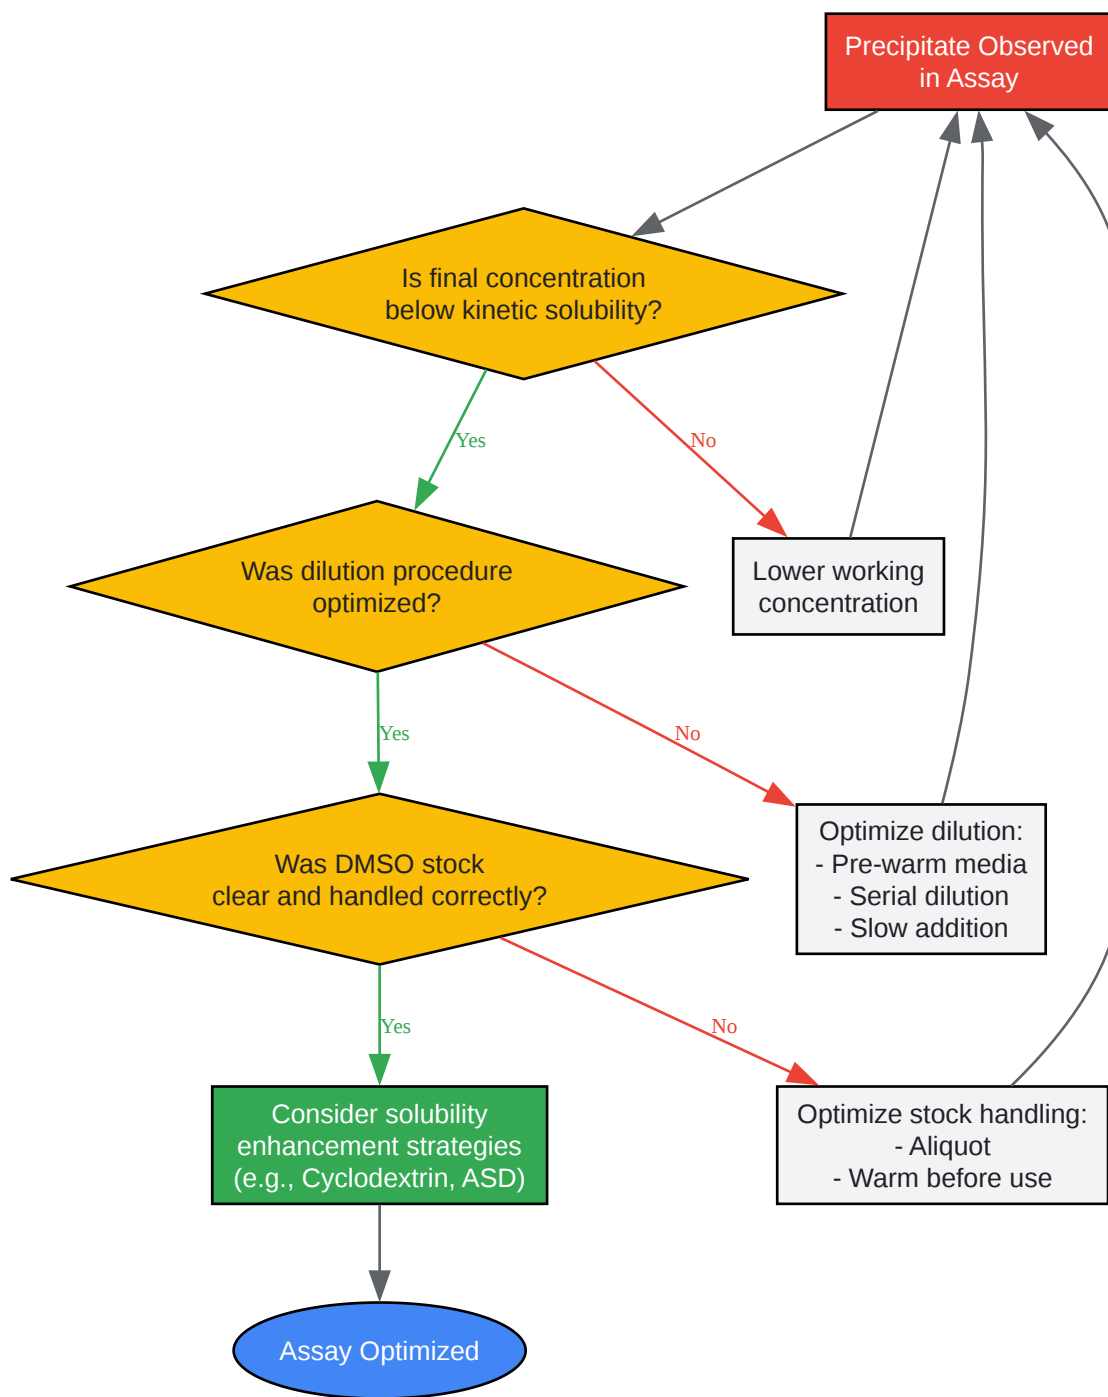 Precipitate Observed
in Assay
Is final concentration
below kinetic solubility?
Yes
No
Was dilution procedure
optimized?
Lower working
concentration
Yes
No
Was DMSO stock
clear and handled correctly?
Optimize dilution:
- Pre-warm media
- Serial dilution
- Slow addition
Yes
No
Consider solubility
enhancement strategies
(e.g., Cyclodextrin, ASD)
Optimize stock handling:
- Aliquot
- Warm before use
Assay Optimized